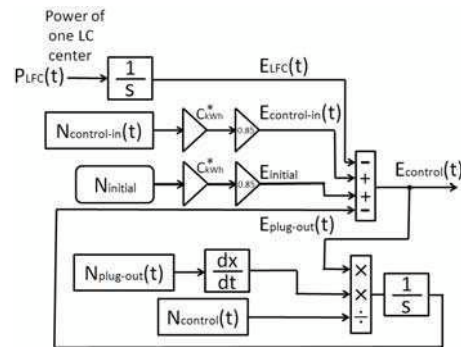 Power of
one LC
center
PLFC(t)
1
s
ELFC(t)
Ncontrol-in(t)
C*kWh
0.85
Econtrol-in(t)
Ninitial
C*kWh
0.85
Einitial
−
+
+
−
Econtrol(t)
Eplug-out(t)
Nplug-out(t)
dx
dt
Ncontrol(t)
×
×
÷
1
s